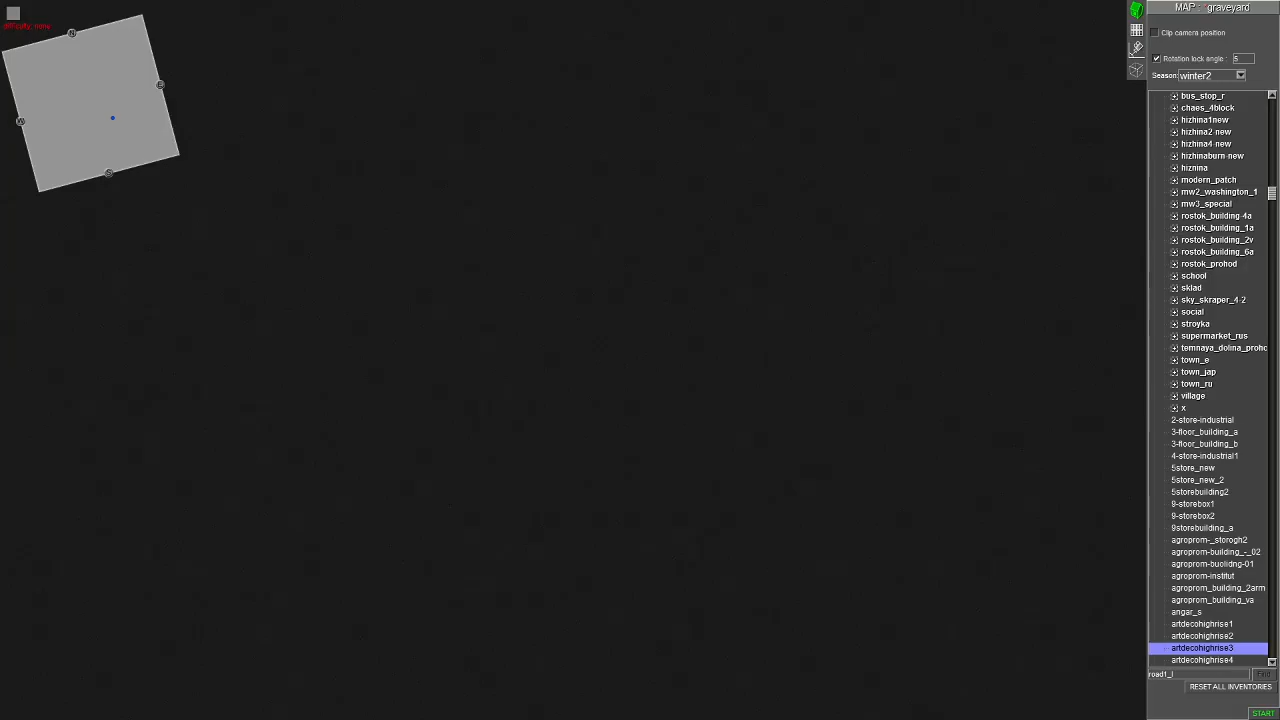 MAP : *graveyard
Clip camera position
Rotation lock angle : 5
Season: winter2
bus_stop_r
chaes_4block
hizhina1new
hizhina2-new
hizhina4-new
hizhinaburn-new
hiznina
modern_patch
mw2_washington_1
mw3_special
rostok_building-4a
rostok_building_1a
rostok_building_2v
rostok_building_6a
rostok_prohod
school
sklad
sky_skraper_4-2
social
stroyka
supermarket_rus
temnaya_dolina_proho
town_e
town_jap
town_ru
village
x
2-store-industrial
3-floor_building_a
3-floor_building_b
4-store-industrial1
5store_new
5store_new_2
5storebuilding2
9-storebox1
9-storebox2
9storebuilding_a
agroprom-_storogh2
agroprom-building_-_02
agroprom-buolidng-01
agroprom-institut
agroprom_building_2arm
agroprom_building_va
angar_s
artdecohighrise1
artdecohighrise2
artdecohighrise3
artdecohighrise4
road1_l
Find
RESET ALL INVENTORIES
START